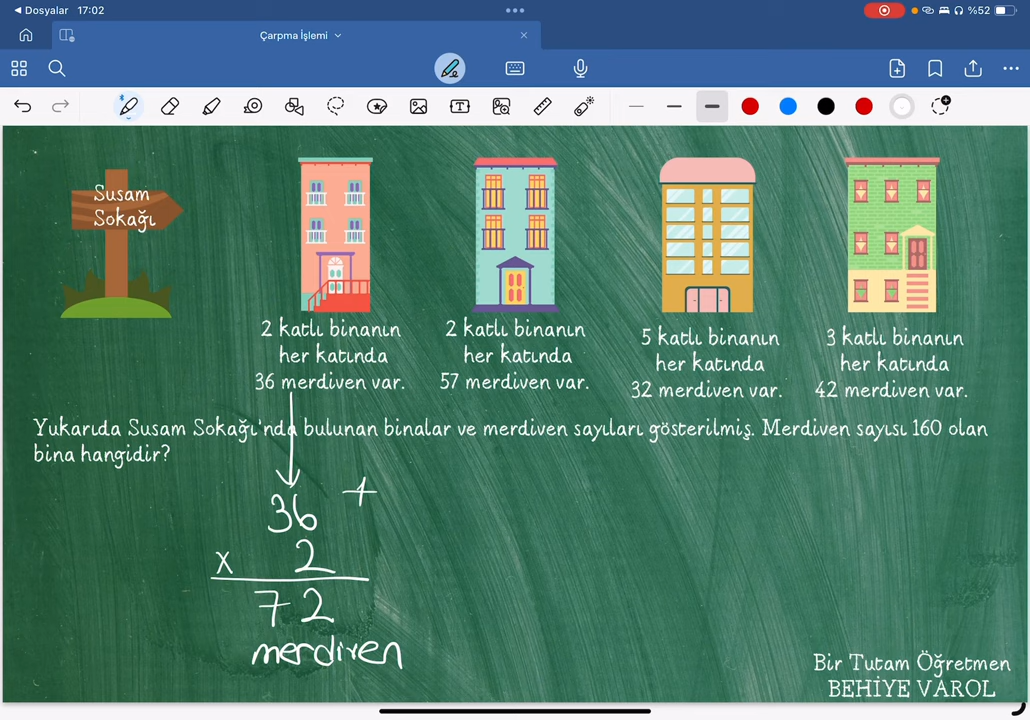 Dosyalar 17:02
%52
Çarpma İşlemi
Susam
Sokağı
2 katlı binanın
her katında
36 merdiven var.
2 katlı binanın
her katında
57 merdiven var.
5 katlı binanın
her katında
32 merdiven var.
3 katlı binanın
her katında
42 merdiven var.
Yukarıda Susam Sokağı'nda bulunan binalar ve merdiven sayıları gösterilmiş. Merdiven sayısı 160 olan
bina hangidir?
36 +
x 2
72
merdiven
Bir Tutam Öğretmen
BEHİYE VAROL